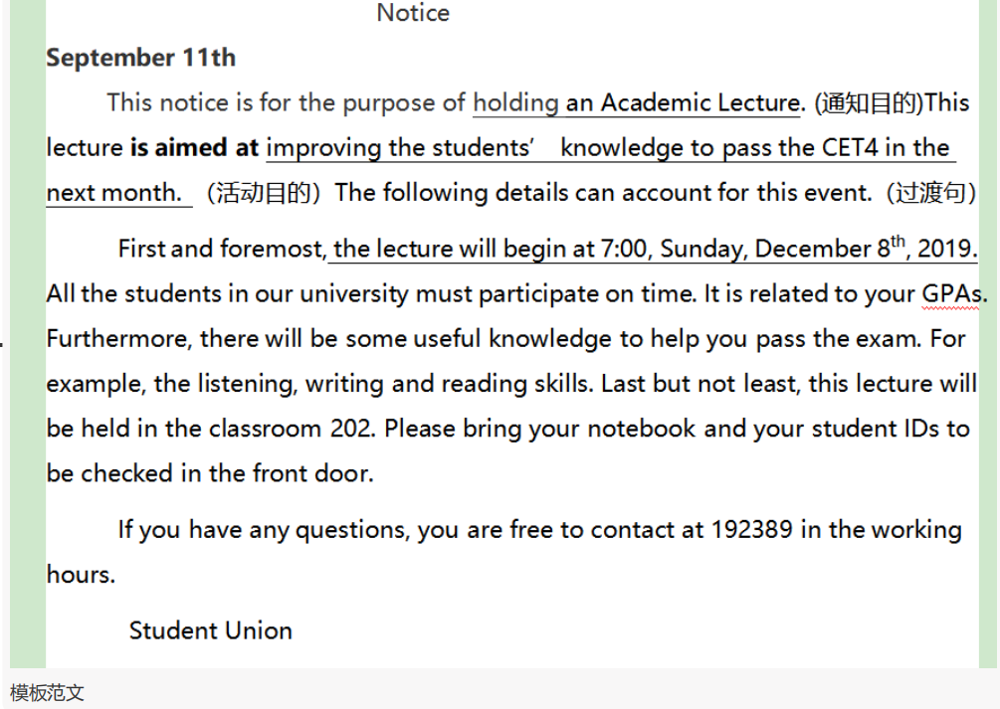 Notice
September 11th
This notice is for the purpose of holding an Academic Lecture. (通知目的)This
lecture is aimed at improving the students' knowledge to pass the CET4 in the
next month. （活动目的）The following details can account for this event.（过渡句）
First and foremost, the lecture will begin at 7:00, Sunday, December 8th, 2019.
All the students in our university must participate on time. It is related to your GPAs.
Furthermore, there will be some useful knowledge to help you pass the exam. For
example, the listening, writing and reading skills. Last but not least, this lecture will
be held in the classroom 202. Please bring your notebook and your student IDs to
be checked in the front door.
If you have any questions, you are free to contact at 192389 in the working
hours.
Student Union
模板范文